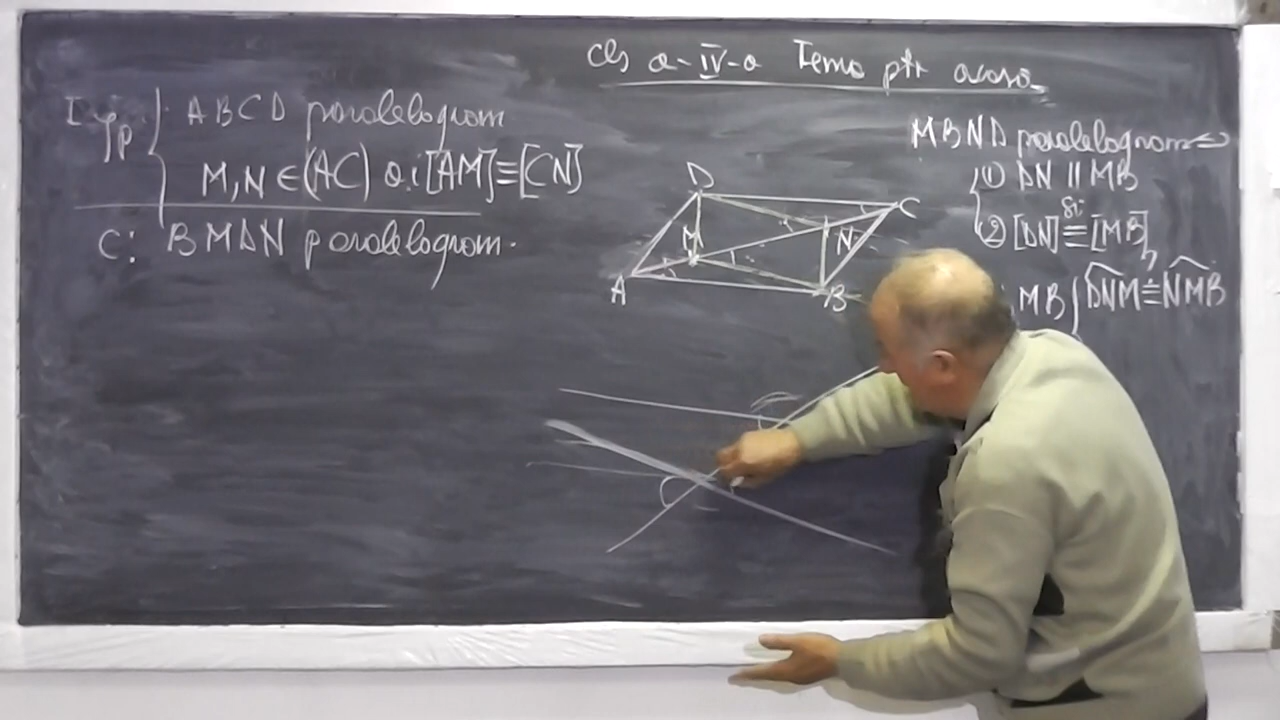 Cls a-IV-a Tema ptr acasă
Ip
ABCD paralelogram
M,N ∈ (AC) a.i [AM]≡[CN]
C: BMDN paralelogram.
D
C
M
N
A
B
MBND paralelogram ⇔
① DN || MB
și
② [DN]≡[MB]
MB
DNM≡NMB